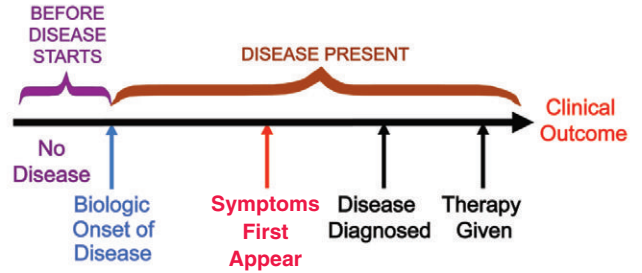 BEFORE
DISEASE
STARTS
DISEASE PRESENT
Clinical
Outcome
No
Disease
Biologic
Onset of
Disease
Symptoms
First
Appear
Disease
Diagnosed
Therapy
Given